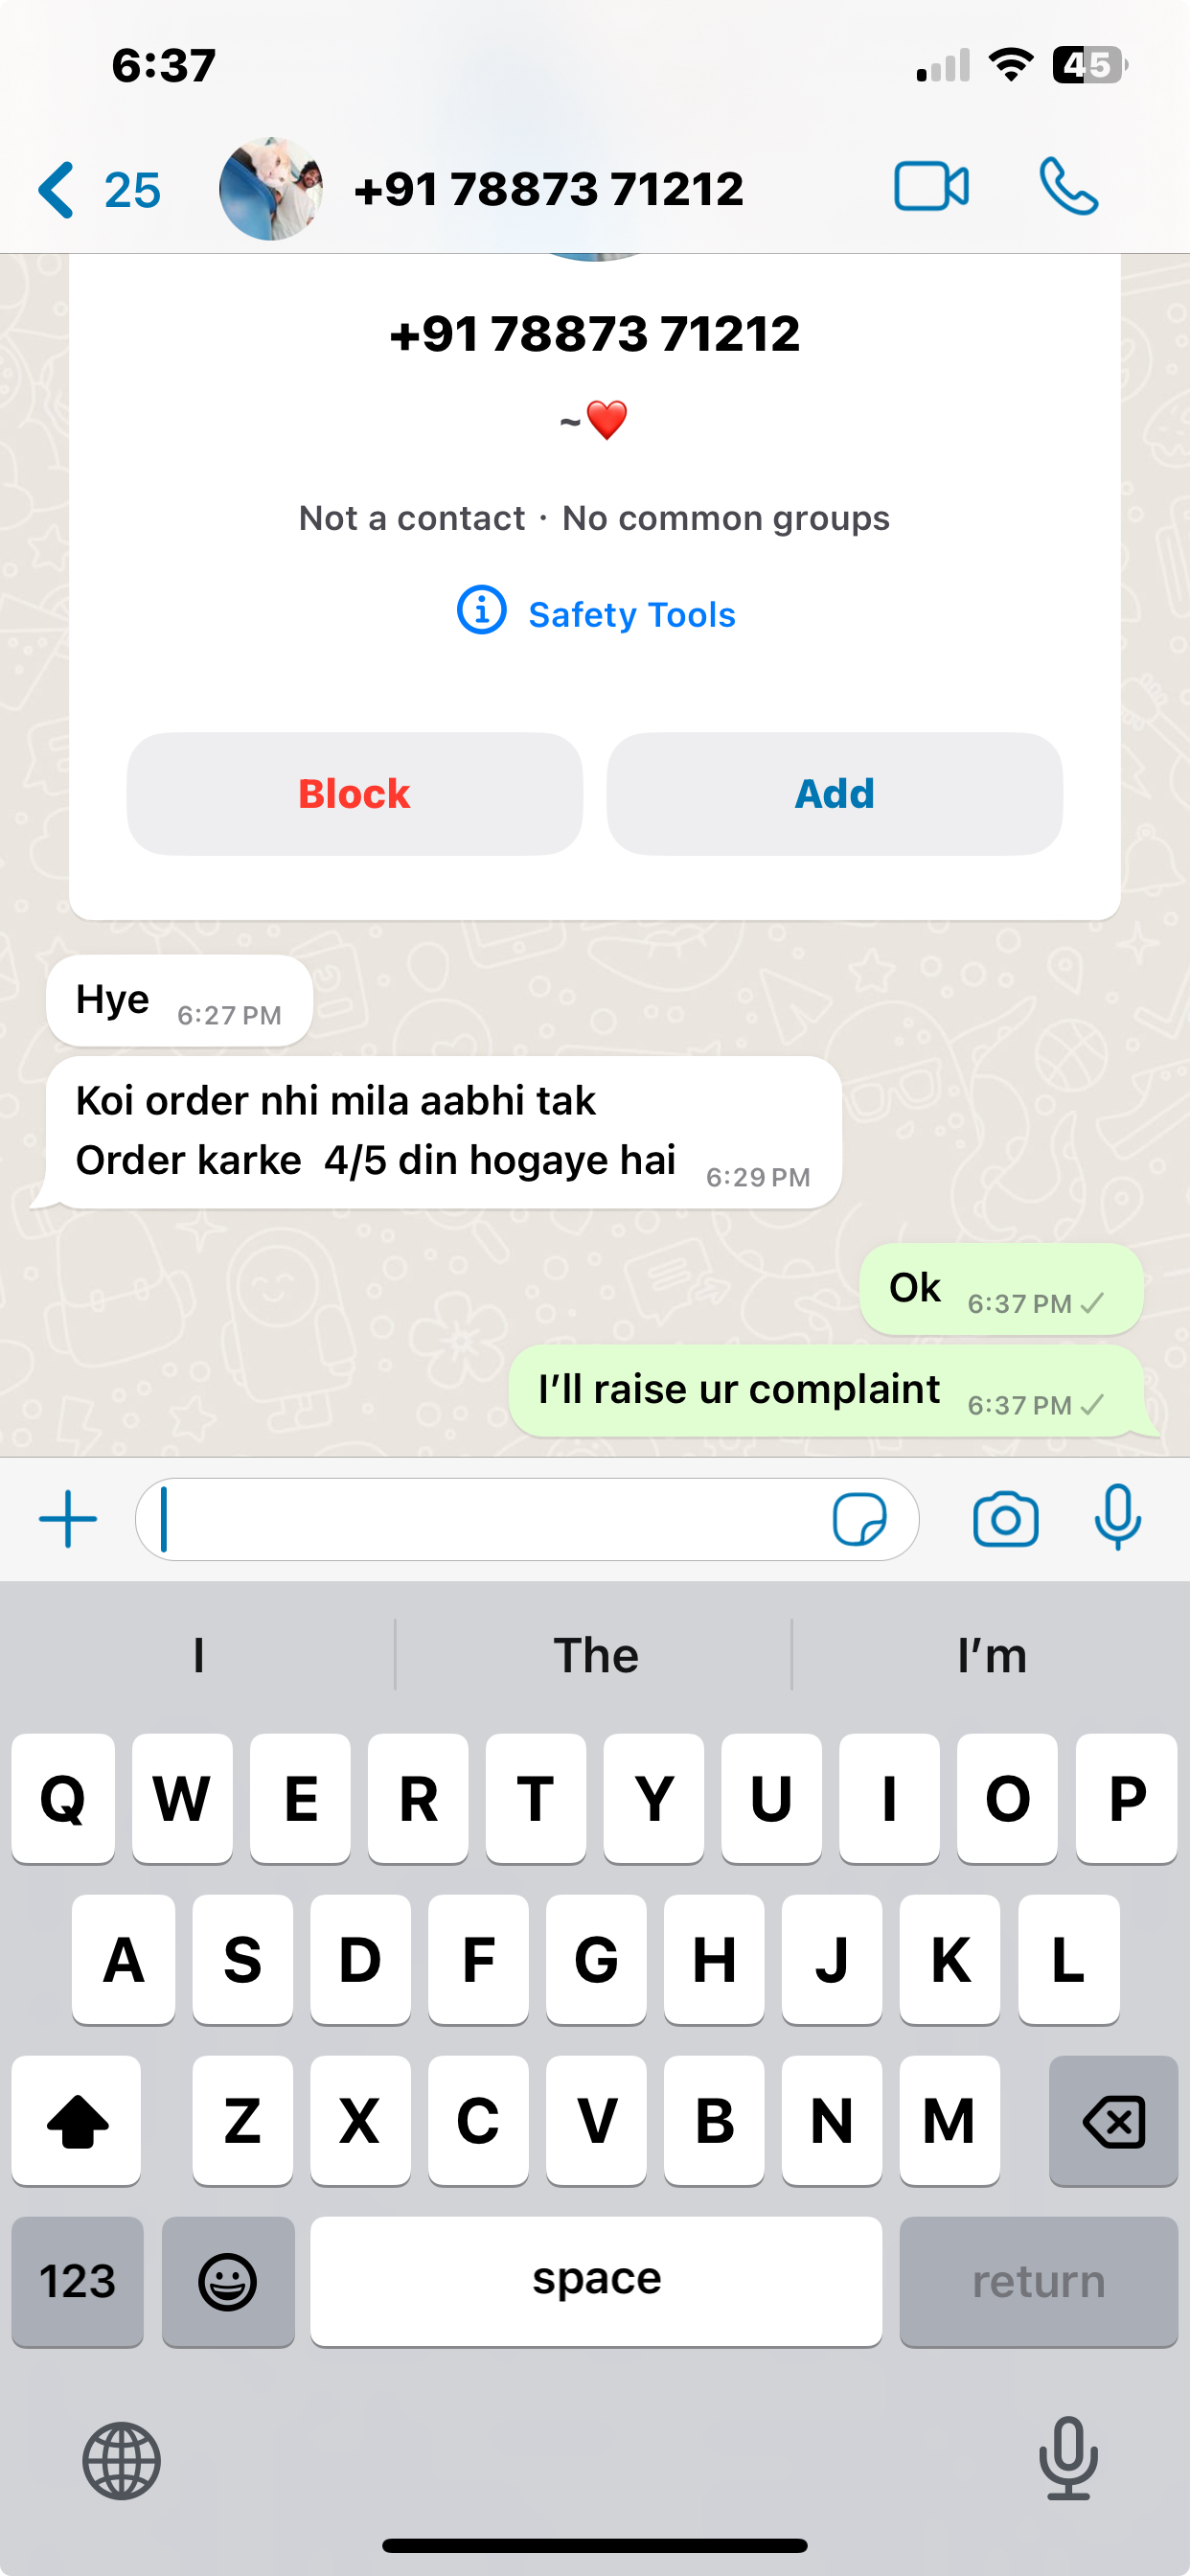 6:37
45
25
+91 78873 71212
+91 78873 71212
~❤️
Not a contact · No common groups
Safety Tools
Block
Add
Hye 6:27 PM
Koi order nhi mila aabhi tak
Order karke 4/5 din hogaye hai 6:29 PM
Ok 6:37 PM
I’ll raise ur complaint 6:37 PM
I The I’m
Q W E R T Y U I O P
A S D F G H J K L
Z X C V B N M
123 space return